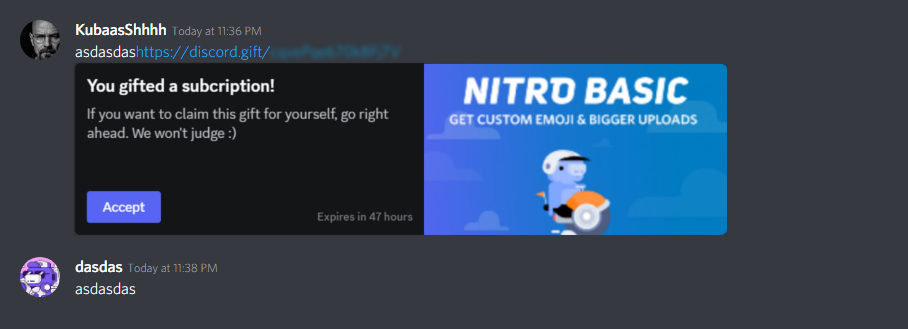 KubaasShhhh Today at 11:36 PM
asdasdashttps://discord.gift/
You gifted a subcription!
If you want to claim this gift for yourself, go right
ahead. We won't judge :)
Accept
Expires in 47 hours
NITRO BASIC
GET CUSTOM EMOJI & BIGGER UPLOADS
dasdas Today at 11:38 PM
asdasdas